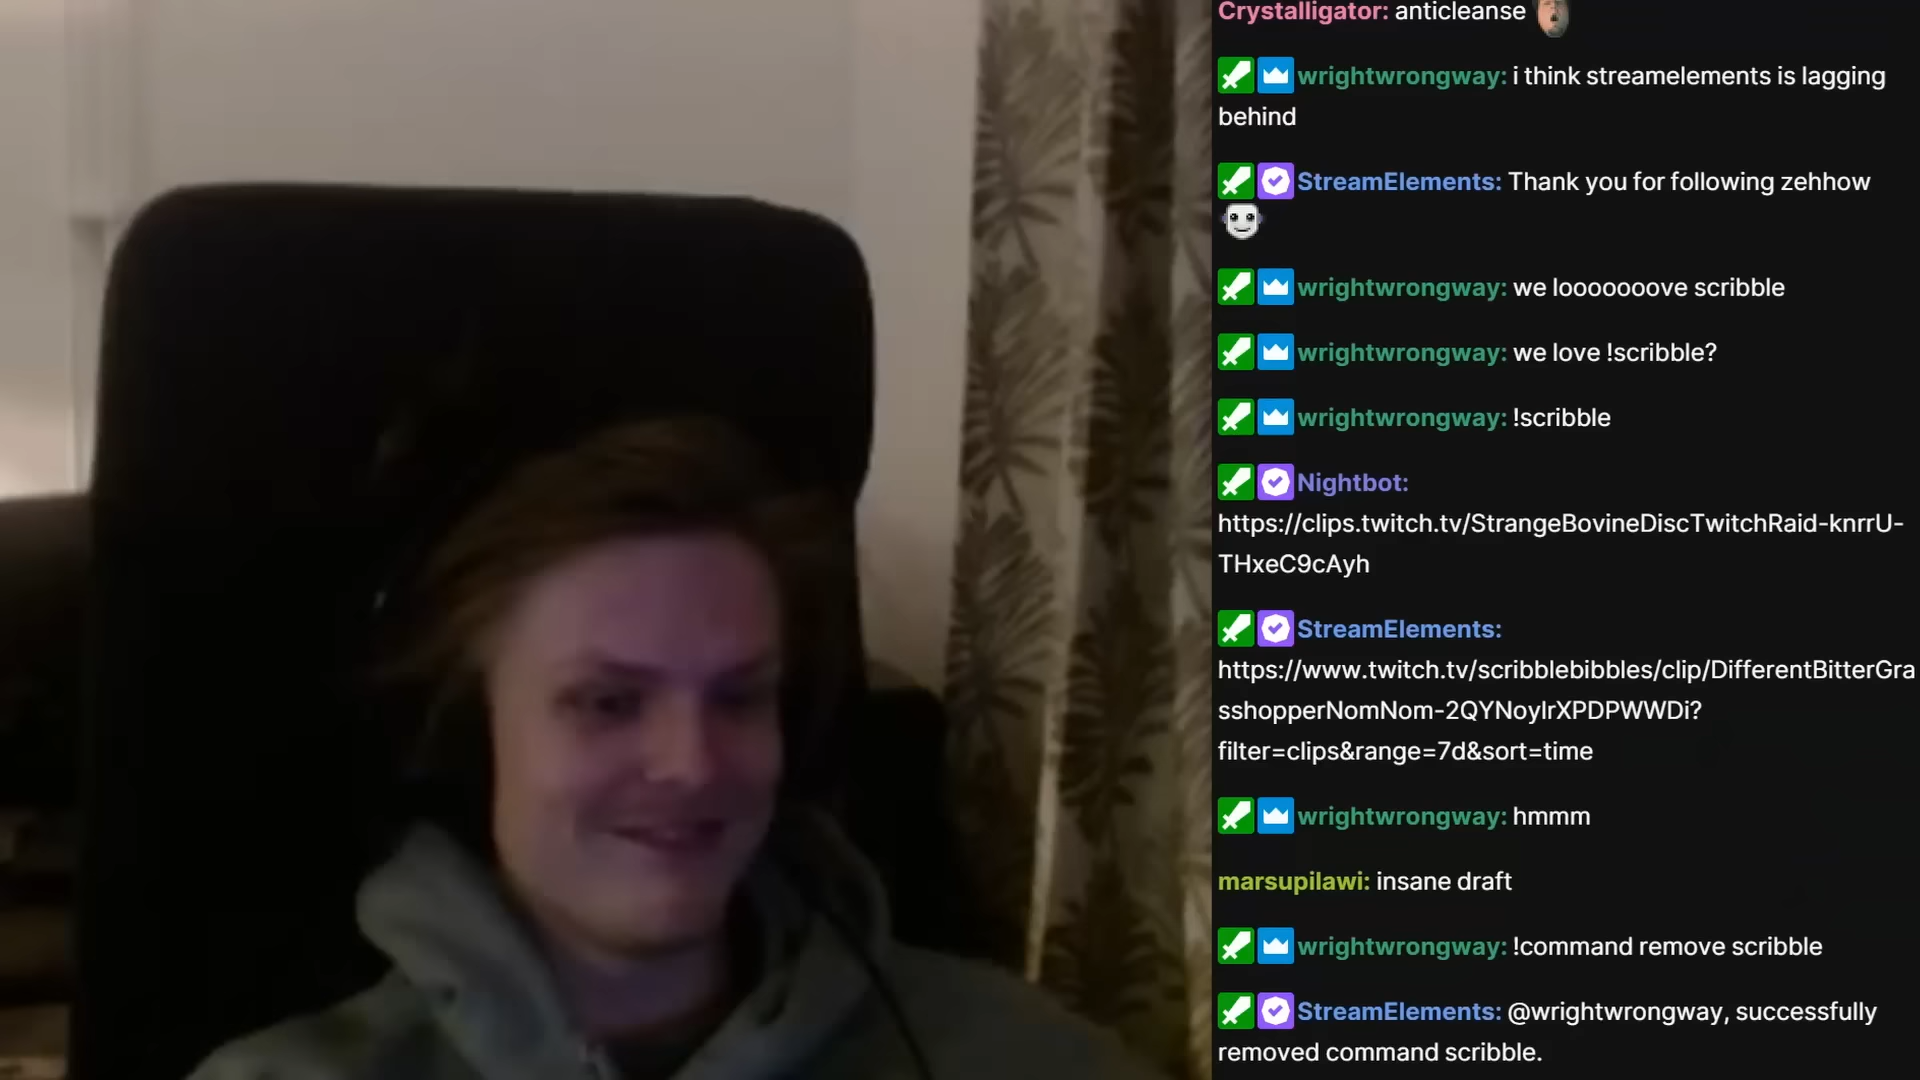 Crystalligator: anticleanse
wrightwrongway: i think streamelements is lagging
behind
StreamElements: Thank you for following zehhow
wrightwrongway: we looooooove scribble
wrightwrongway: we love !scribble?
wrightwrongway: !scribble
Nightbot:
https://clips.twitch.tv/StrangeBovineDiscTwitchRaid-knrrU-
THxeC9cAyh
StreamElements:
https://www.twitch.tv/scribblebibbles/clip/DifferentBitterGra
sshopperNomNom-2QYNoylrXPDPWWDi?
filter=clips&range=7d&sort=time
wrightwrongway: hmmm
marsupilawi: insane draft
wrightwrongway: !command remove scribble
StreamElements: @wrightwrongway, successfully
removed command scribble.